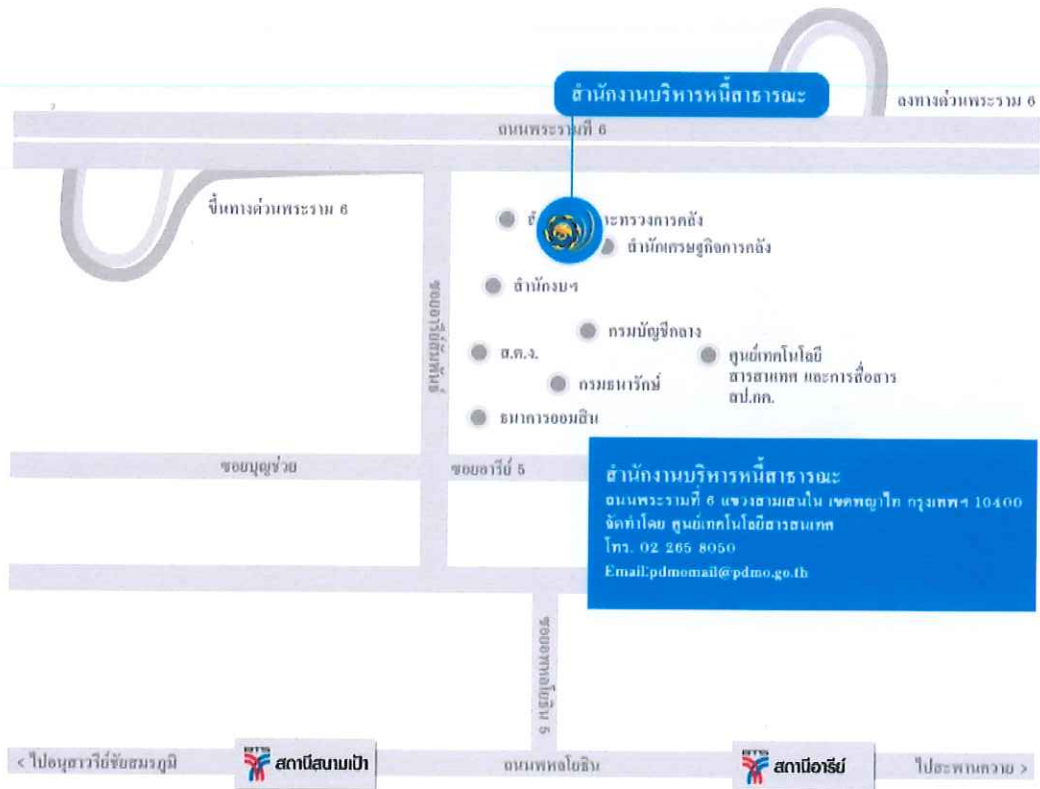 สำนักงานบริหารหนี้สาธารณะ
ลงทางด่วนพระราม 6
ถนนพระรามที่ 6
ขึ้นทางด่วนพระราม 6
กระทรวงการคลัง
สำนักเศรษฐกิจการคลัง
ซอยอารีย์สัมพันธ์
สำนักงบฯ
กรมบัญชีกลาง
ส.ต.ง.
ศูนย์เทคโนโลยี
สารสนเทศ และการสื่อสาร
สป.กค.
กรมธนารักษ์
ธนาคารออมสิน
ซอยบุญช่วย
ซอยอารีย์ 5
สำนักงานบริหารหนี้สาธารณะ
ถนนพระรามที่ 6 แขวงสามเสนใน เขตพญาไท กรุงเทพฯ 10400
จัดทำโดย ศูนย์เทคโนโลยีสารสนเทศ
โทร. 02 265 8050
Email:pdmomail@pdmo.go.th
ซอยพหลโยธิน 5
< ไปอนุสาวรีย์ชัยสมรภูมิ
BTS
สถานีสนามเป้า
ถนนพหลโยธิน
BTS
สถานีอารีย์
ไปสะพานควาย >